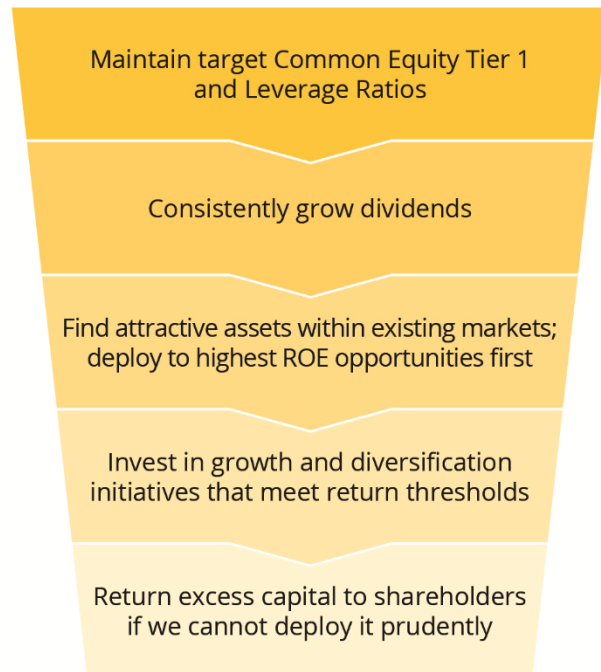 Maintain target Common Equity Tier 1
and Leverage Ratios
Consistently grow dividends
Find attractive assets within existing markets;
deploy to highest ROE opportunities first
Invest in growth and diversification
initiatives that meet return thresholds
Return excess capital to shareholders
if we cannot deploy it prudently